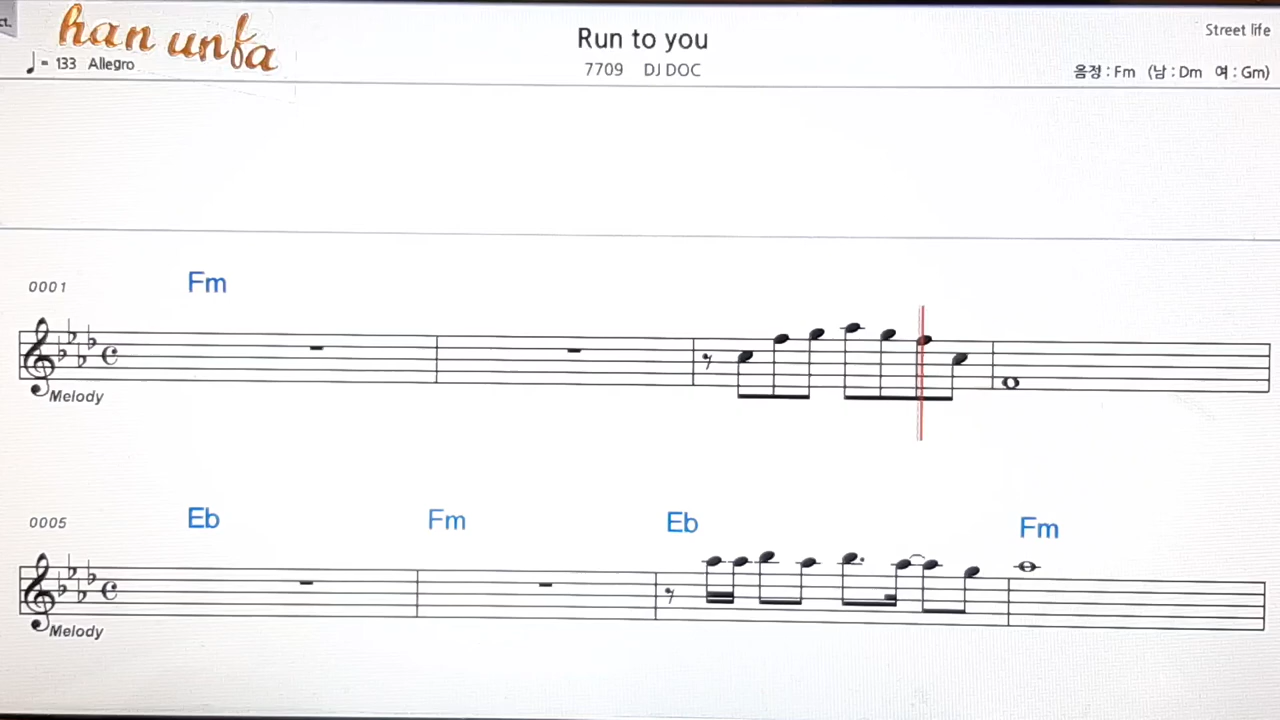 ct.
han unfa
Run to you
Street life
♩= 133 Allegro
7709 DJ DOC
음정 : Fm (남 : Dm 여 : Gm)
0001
Fm
Melody
0005
Eb Fm Eb Fm
Melody